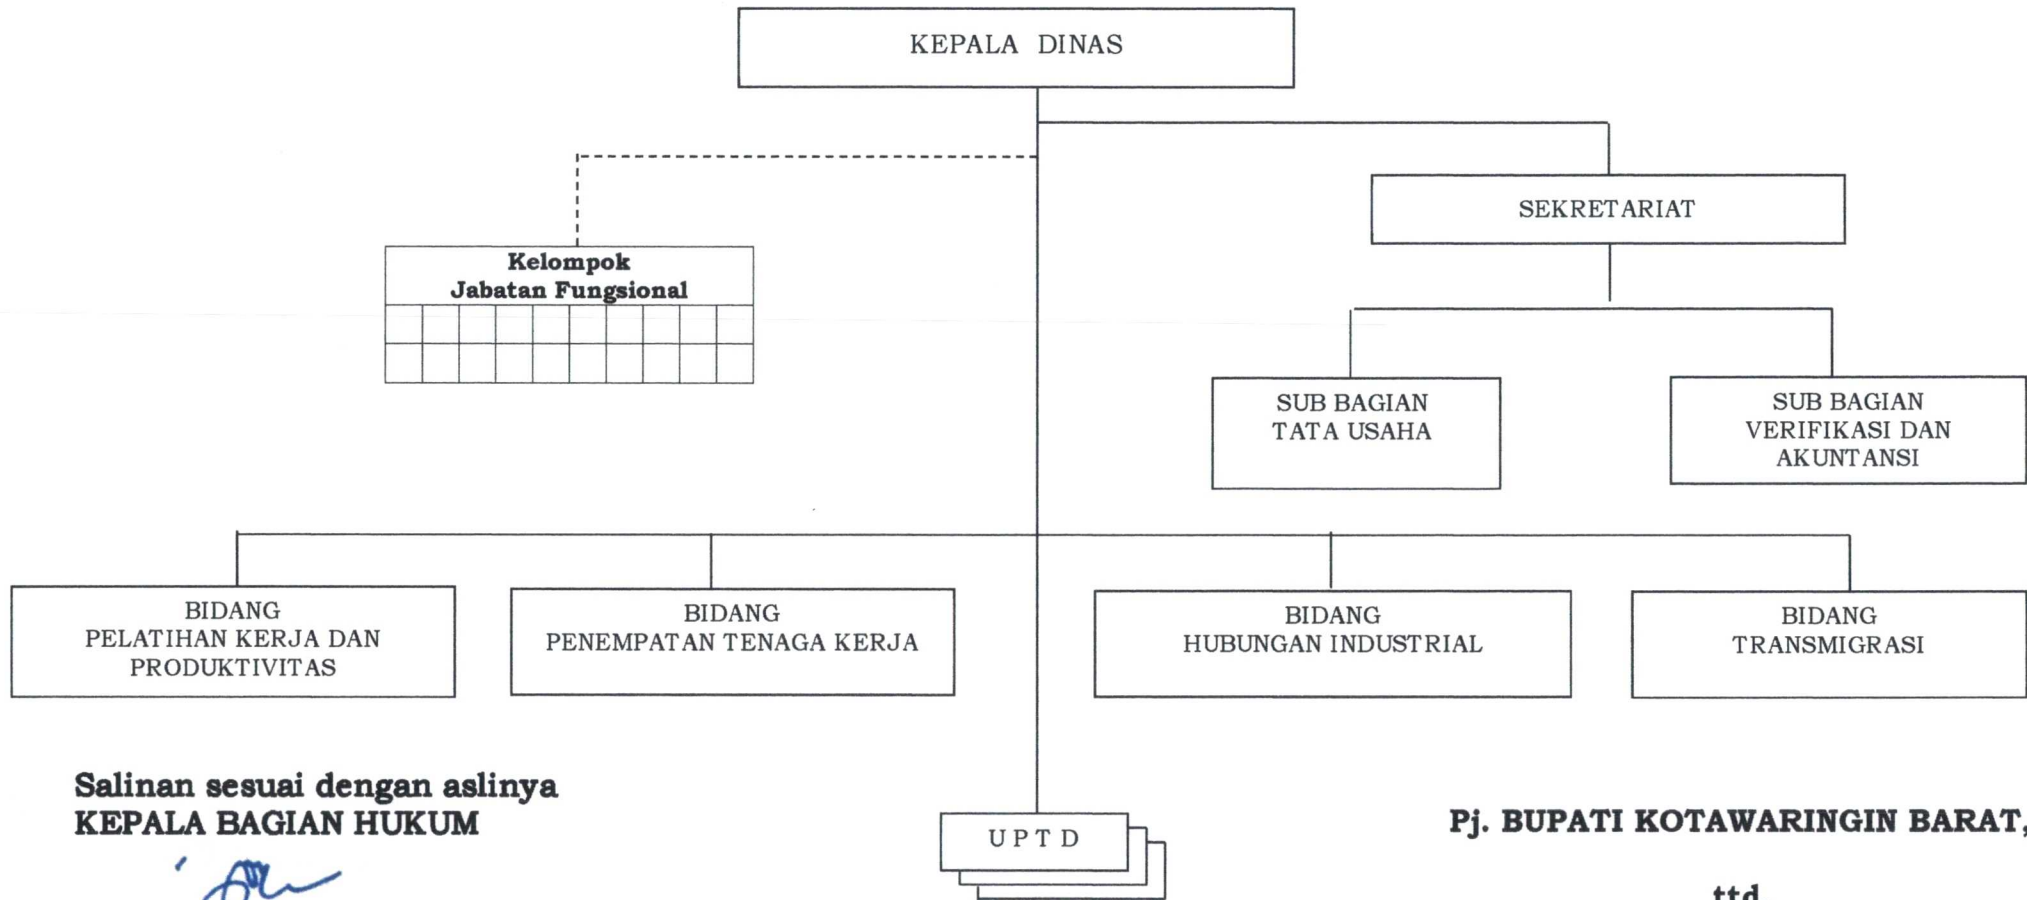 KEPALA DINAS
SEKRETARIAT
Kelompok
Jabatan Fungsional
SUB BAGIAN
TATA USAHA
SUB BAGIAN
VERIFIKASI DAN
AKUNTANSI
BIDANG
PELATIHAN KERJA DAN
PRODUKTIVITAS
BIDANG
PENEMPATAN TENAGA KERJA
BIDANG
HUBUNGAN INDUSTRIAL
BIDANG
TRANSMIGRASI
Salinan sesuai dengan aslinya
KEPALA BAGIAN HUKUM
U P T D
Pj. BUPATI KOTAWARINGIN BARAT,
ttd